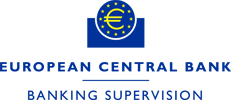 EUROPEAN CENTRAL BANK
BANKING SUPERVISION